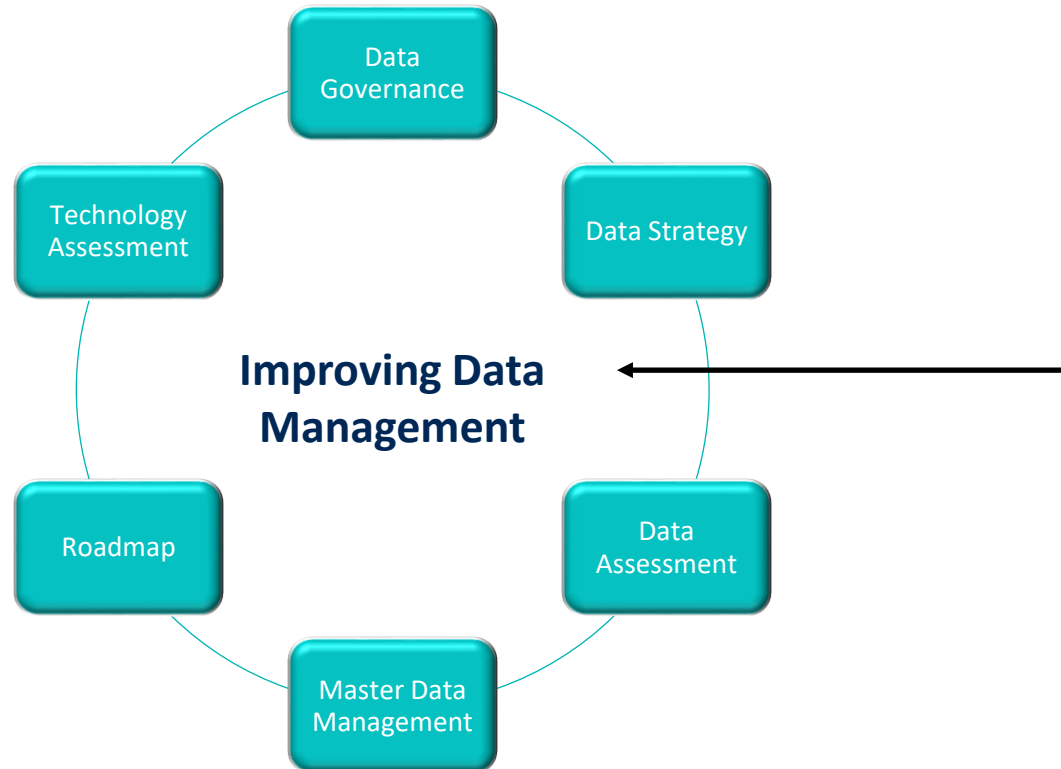 Data
Governance
Technology
Assessment
Data Strategy
Improving Data
Management
Roadmap
Data
Assessment
Master Data
Management